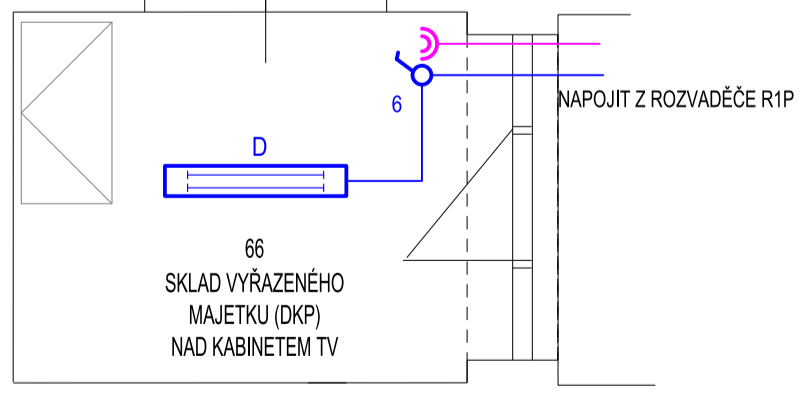 NAPOJIT Z ROZVADĚČE R1P
6
D
66
SKLAD VYŘAZENÉHO
MAJETKU (DKP)
NAD KABINETEM TV